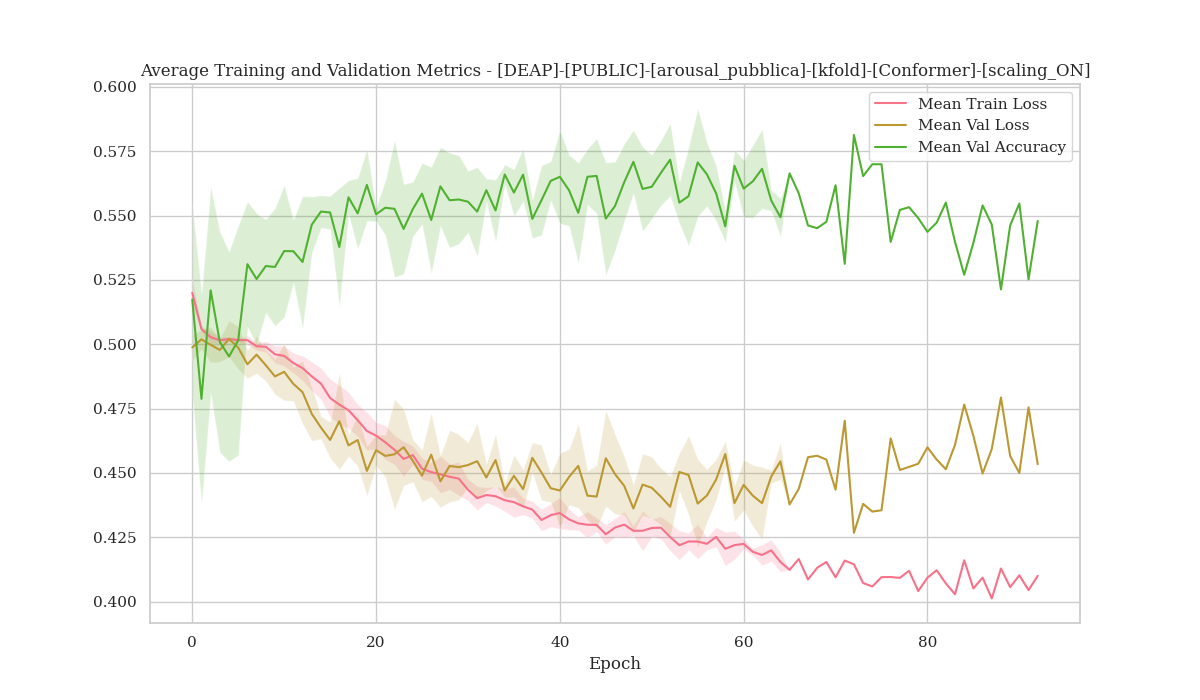 Average Training and Validation Metrics - [DEAP]-[PUBLIC]-[arousal_pubblica]-[kfold]-[Conformer]-[scaling_ON]
0.600
0.575
0.550
0.525
0.500
0.475
0.450
0.425
0.400
Mean Train Loss
Mean Val Loss
Mean Val Accuracy
0
20
40
60
80
Epoch